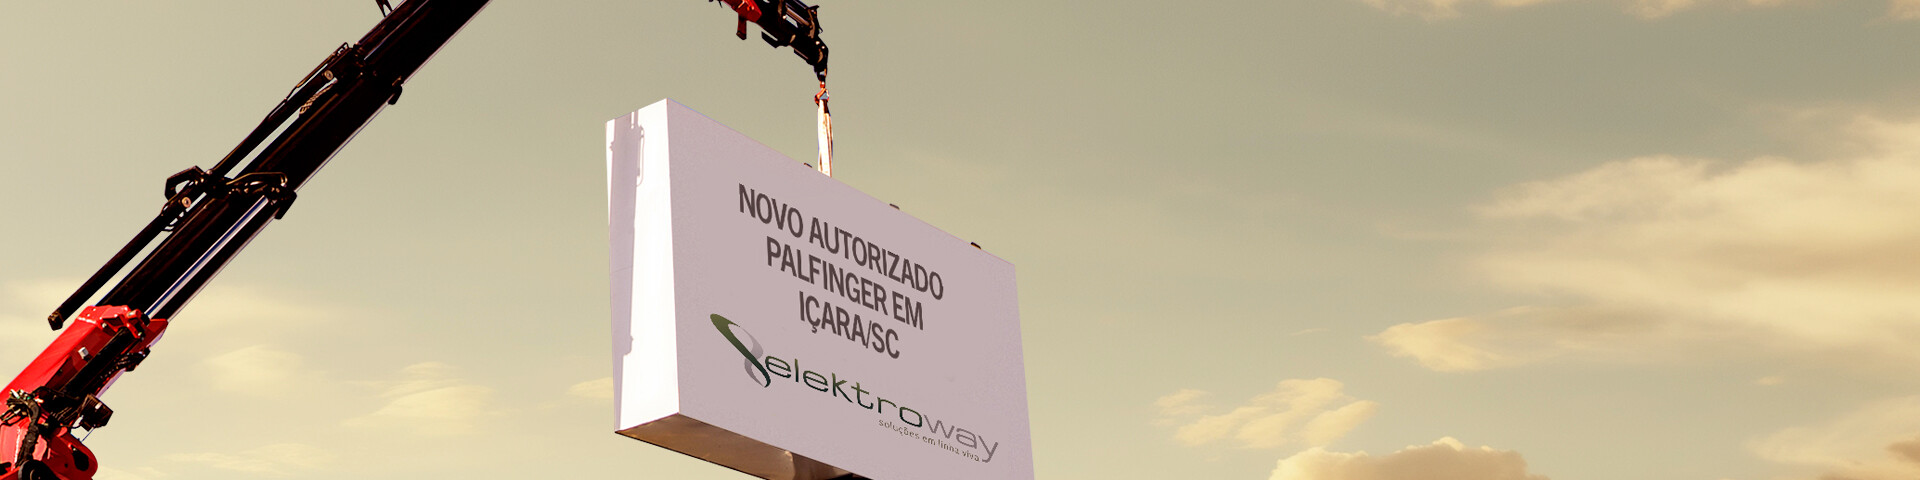 NOVO AUTORIZADO
PALFINGER EM
IÇARA/SC
elektroway
soluções em linha viva